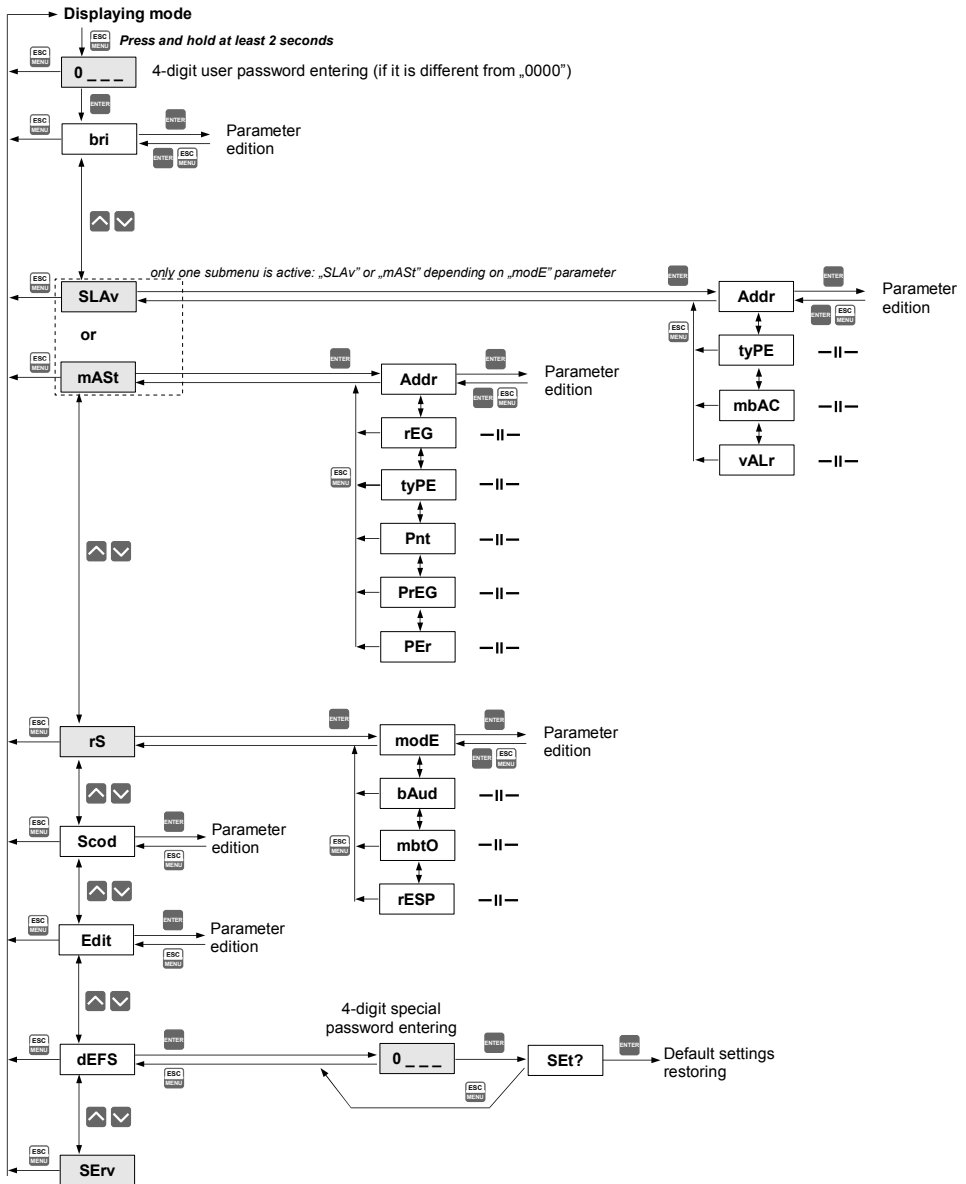 Displaying mode
ESC MENU
Press and hold at least 2 seconds
ESC MENU
0 _ _ _
4-digit user password entering (if it is different from „0000”)
ENTER
ESC MENU
bri
ENTER
Parameter
edition
ENTER ESC MENU
only one submenu is active: „SLAv” or „mASt” depending on „modE” parameter
ESC MENU
SLAv
ENTER
Addr
ENTER
Parameter
edition
ENTER ESC MENU
or
ESC MENU
tyPE
—II—
mbAC
—II—
vALr
—II—
ESC MENU
mASt
ENTER
Addr
ENTER
Parameter
edition
ENTER ESC MENU
rEG
—II—
ESC MENU
tyPE
—II—
Pnt
—II—
PrEG
—II—
PEr
—II—
ESC MENU
rS
ENTER
modE
ENTER
Parameter
edition
ENTER ESC MENU
bAud
—II—
ESC MENU
mbtO
—II—
rESP
—II—
ESC MENU
Scod
ENTER
Parameter
edition
ESC MENU
ESC MENU
Edit
ENTER
Parameter
edition
ESC MENU
4-digit special
password entering
ESC MENU
dEFS
ENTER
ESC MENU
0 _ _ _
ENTER
SEt?
ENTER
Default settings
restoring
ESC MENU
ESC MENU
SErv